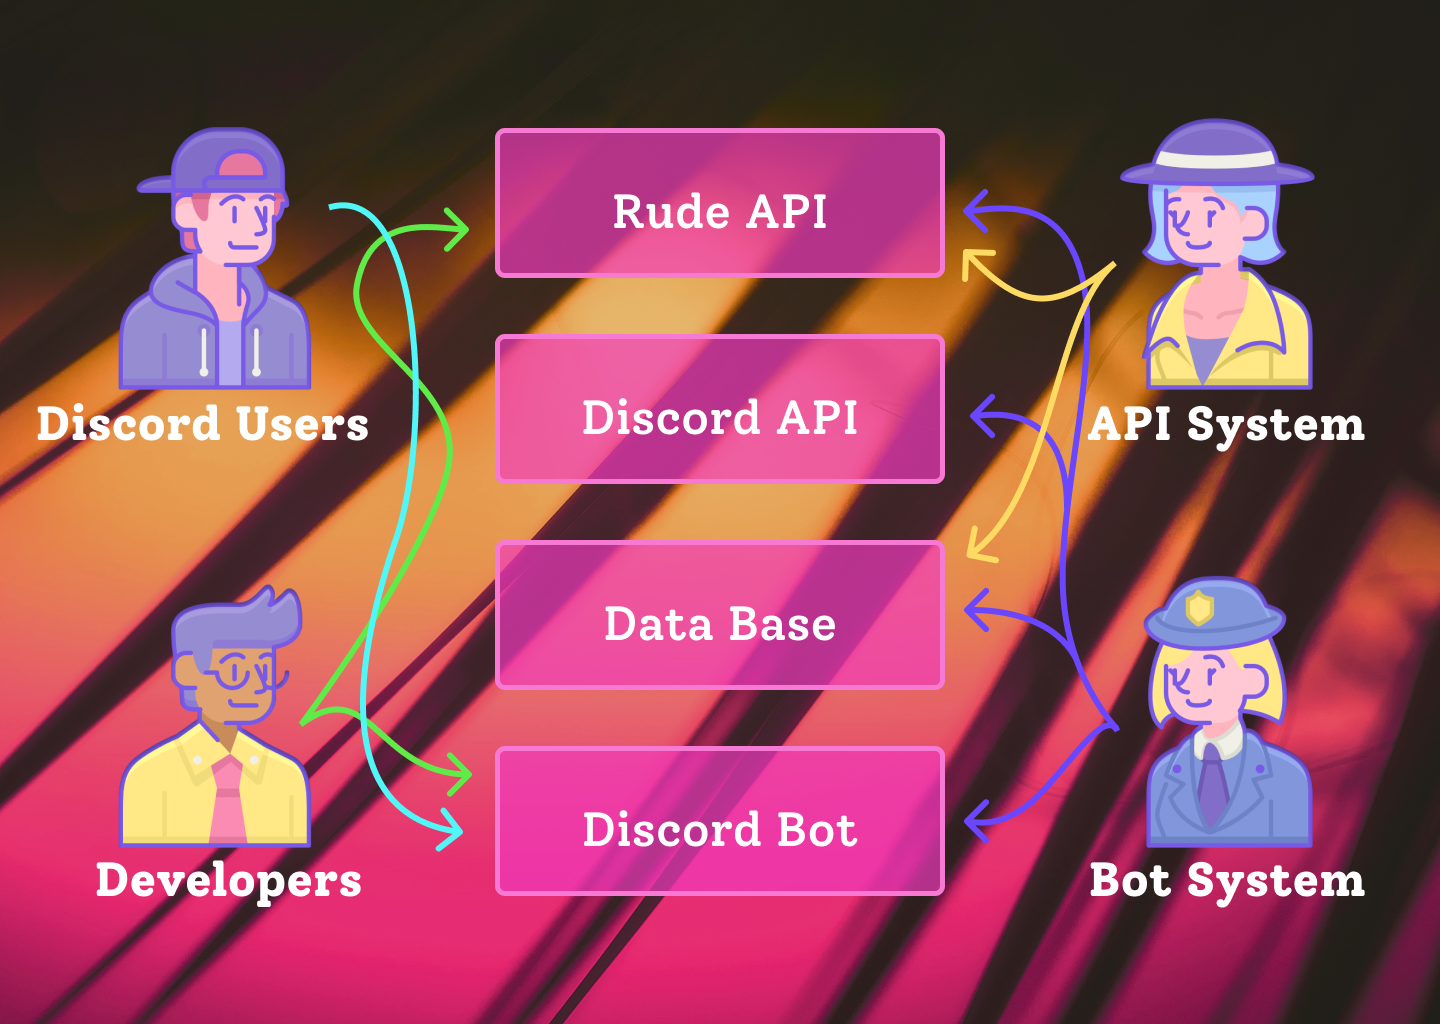 Rude API
Discord API
Discord Users
API System
Data Base
Discord Bot
Developers
Bot System